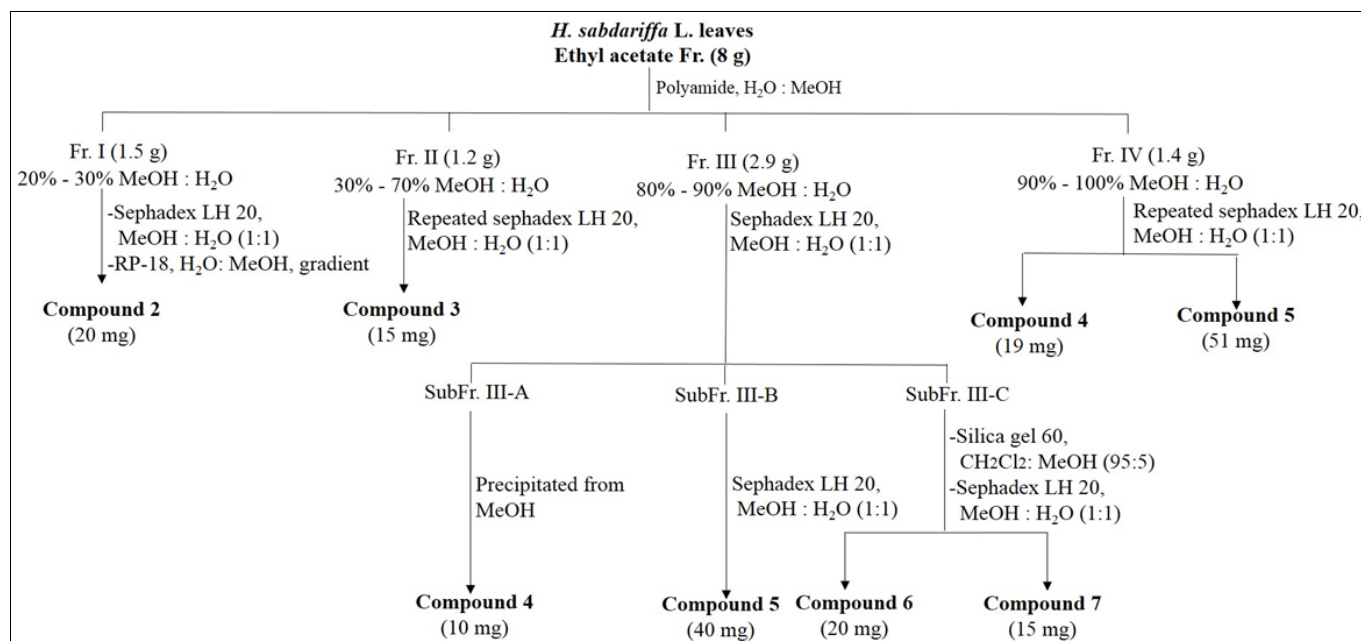 H. sabdariffa L. leaves
Ethyl acetate Fr. (8 g)
Polyamide, H₂O : MeOH
Fr. I (1.5 g)
20% - 30% MeOH : H₂O
-Sephadex LH 20,
MeOH : H₂O (1:1)
-RP-18, H₂O: MeOH, gradient
Compound 2
(20 mg)
Fr. II (1.2 g)
30% - 70% MeOH : H₂O
Repeated sephadex LH 20,
MeOH : H₂O (1:1)
Compound 3
(15 mg)
Fr. III (2.9 g)
80% - 90% MeOH : H₂O
Sephadex LH 20,
MeOH : H₂O (1:1)
Fr. IV (1.4 g)
90% - 100% MeOH : H₂O
Repeated sephadex LH 20,
MeOH : H₂O (1:1)
Compound 4
(19 mg)
Compound 5
(51 mg)
SubFr. III-A
Precipitated from
MeOH
Compound 4
(10 mg)
SubFr. III-B
Sephadex LH 20,
MeOH : H₂O (1:1)
Compound 5
(40 mg)
SubFr. III-C
-Silica gel 60,
CH2Cl2: MeOH (95:5)
-Sephadex LH 20,
MeOH : H₂O (1:1)
Compound 6
(20 mg)
Compound 7
(15 mg)